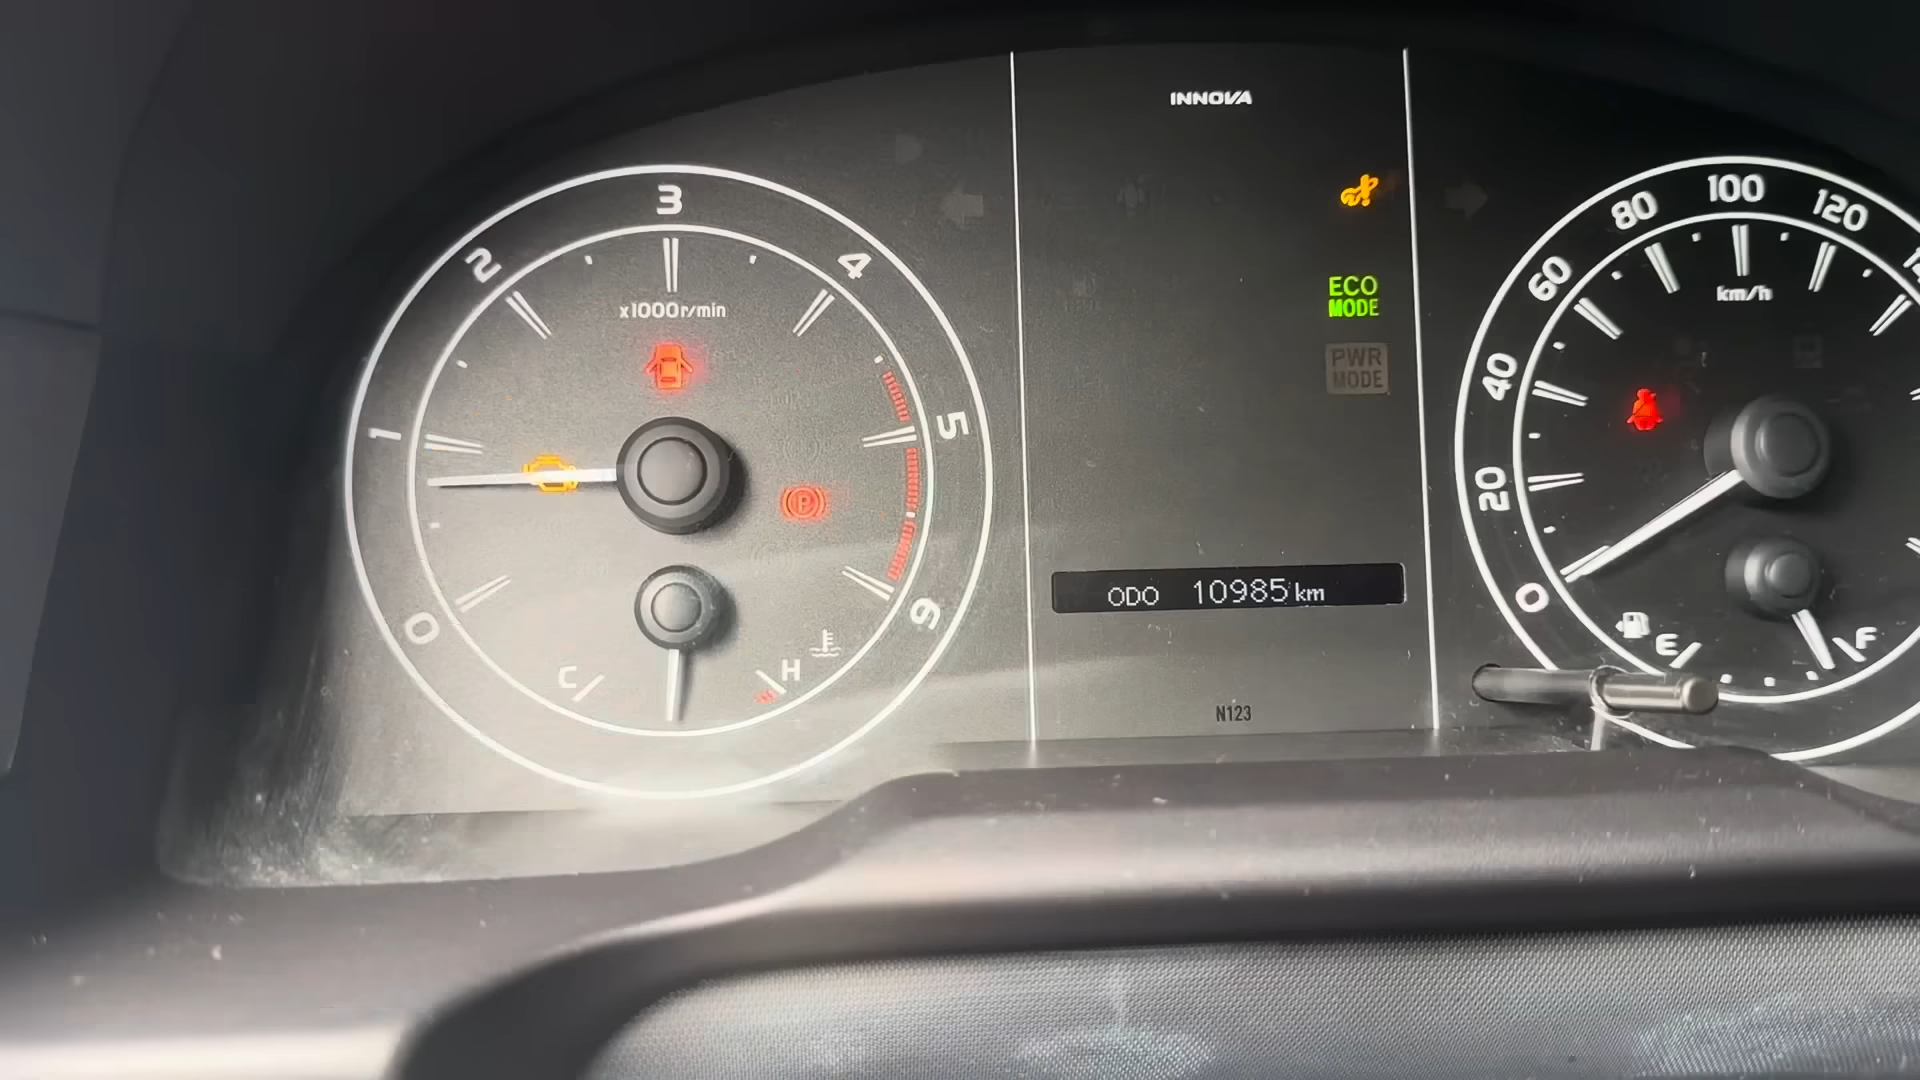 INNOVA
0
1
2
3
4
5
6
x1000r/min
P
C
H
ECO
MODE
PWR
MODE
ODO 10985 km
N123
0
20
40
60
80
100
120
km/h
E
F